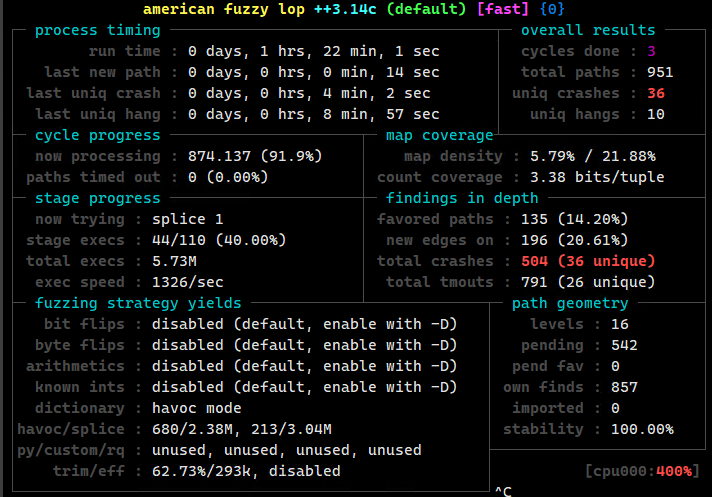 american fuzzy lop ++3.14c (default) [fast] {0}
process timing overall results
run time : 0 days, 1 hrs, 22 min, 1 sec cycles done : 3
last new path : 0 days, 0 hrs, 0 min, 14 sec total paths : 951
last uniq crash : 0 days, 0 hrs, 4 min, 2 sec uniq crashes : 36
last uniq hang : 0 days, 0 hrs, 8 min, 57 sec uniq hangs : 10
cycle progress map coverage
now processing : 874.137 (91.9%) map density : 5.79% / 21.88%
paths timed out : 0 (0.00%) count coverage : 3.38 bits/tuple
stage progress findings in depth
now trying : splice 1 favored paths : 135 (14.20%)
stage execs : 44/110 (40.00%) new edges on : 196 (20.61%)
total execs : 5.73M total crashes : 504 (36 unique)
exec speed : 1326/sec total tmouts : 791 (26 unique)
fuzzing strategy yields path geometry
bit flips : disabled (default, enable with -D) levels : 16
byte flips : disabled (default, enable with -D) pending : 542
arithmetics : disabled (default, enable with -D) pend fav : 0
known ints : disabled (default, enable with -D) own finds : 857
dictionary : havoc mode imported : 0
havoc/splice : 680/2.38M, 213/3.04M stability : 100.00%
py/custom/rq : unused, unused, unused, unused
trim/eff : 62.73%/293k, disabled [cpu000:400%]
^C